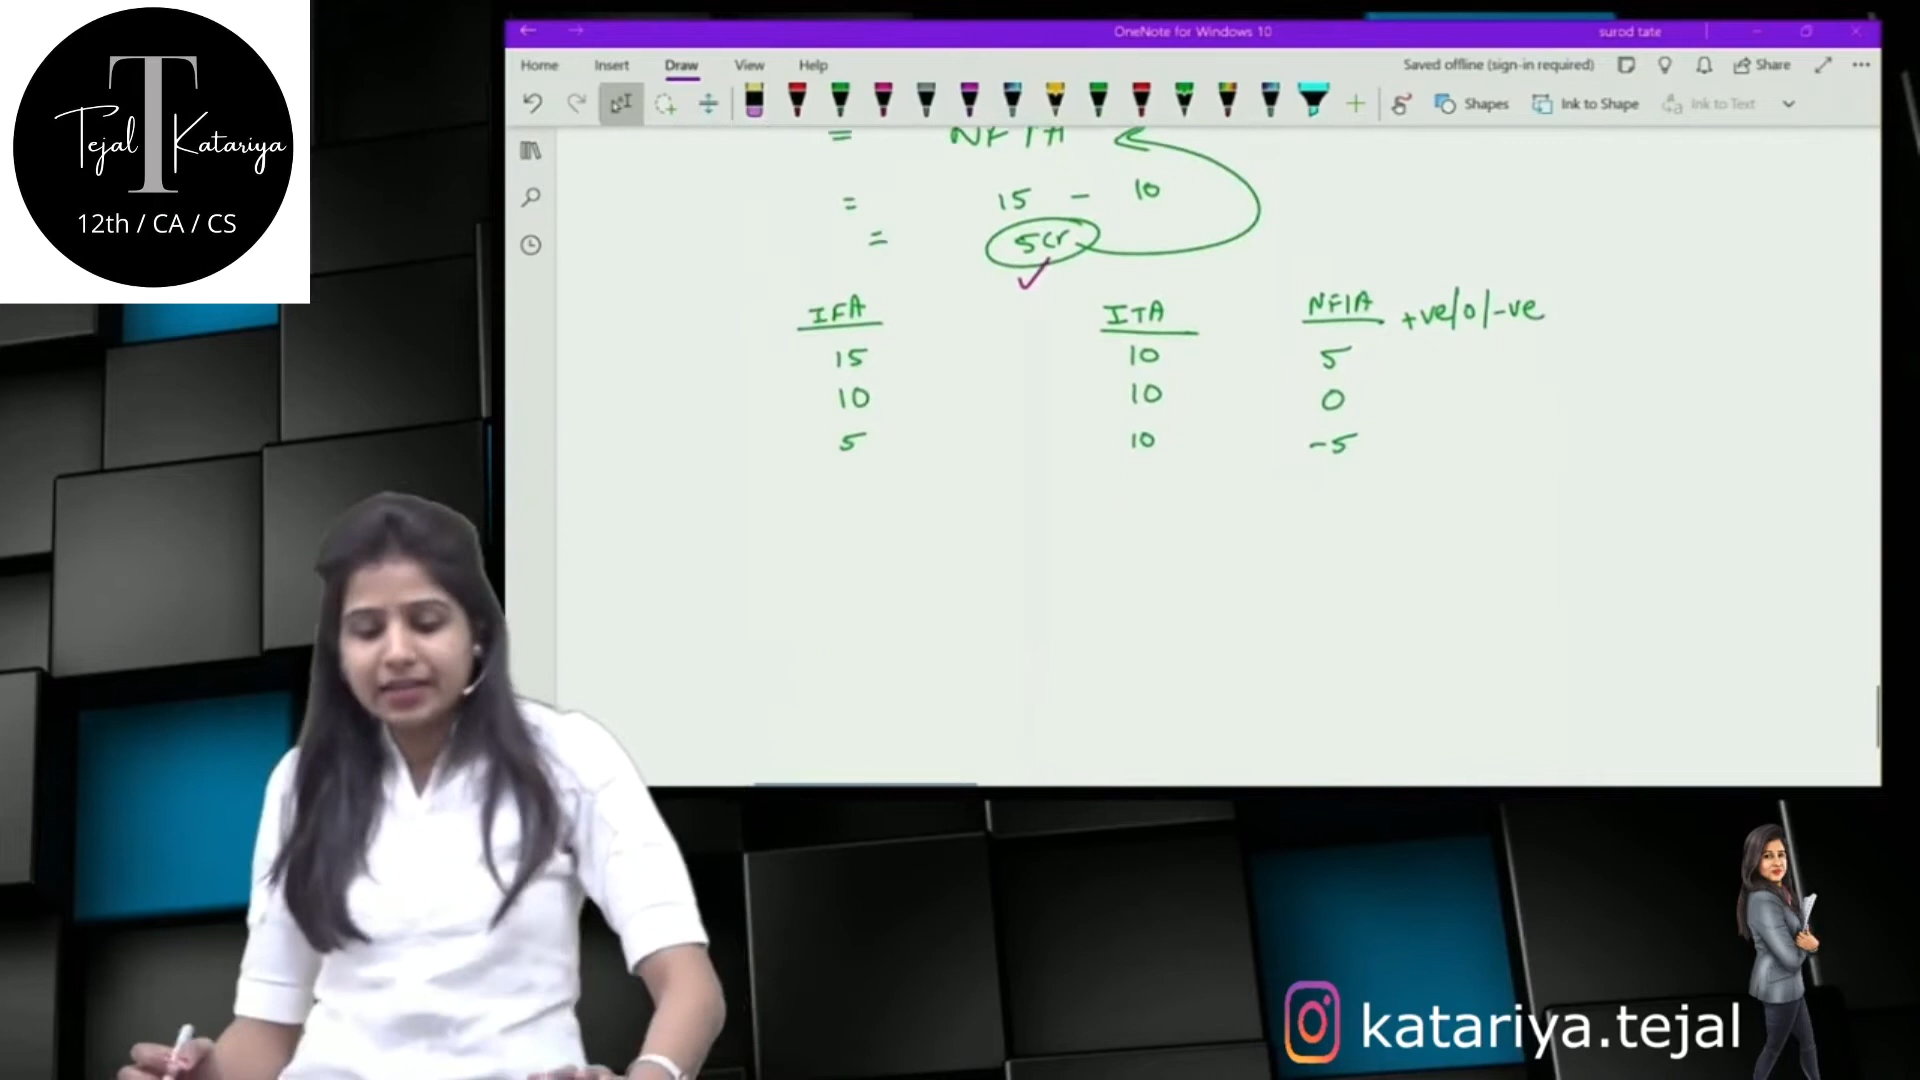 T
Tejal Katariya
12th / CA / CS
OneNote for Windows 10
surod tate
Home Insert Draw View Help
Saved offline (sign-in required)
Share
Shapes
Ink to Shape
Ink to Text
= NFIA
= 15 - 10
= 5cr
IFA ITA NFIA +ve/0/-ve
15 10 5
10 10 0
5 10 -5
katariya.tejal